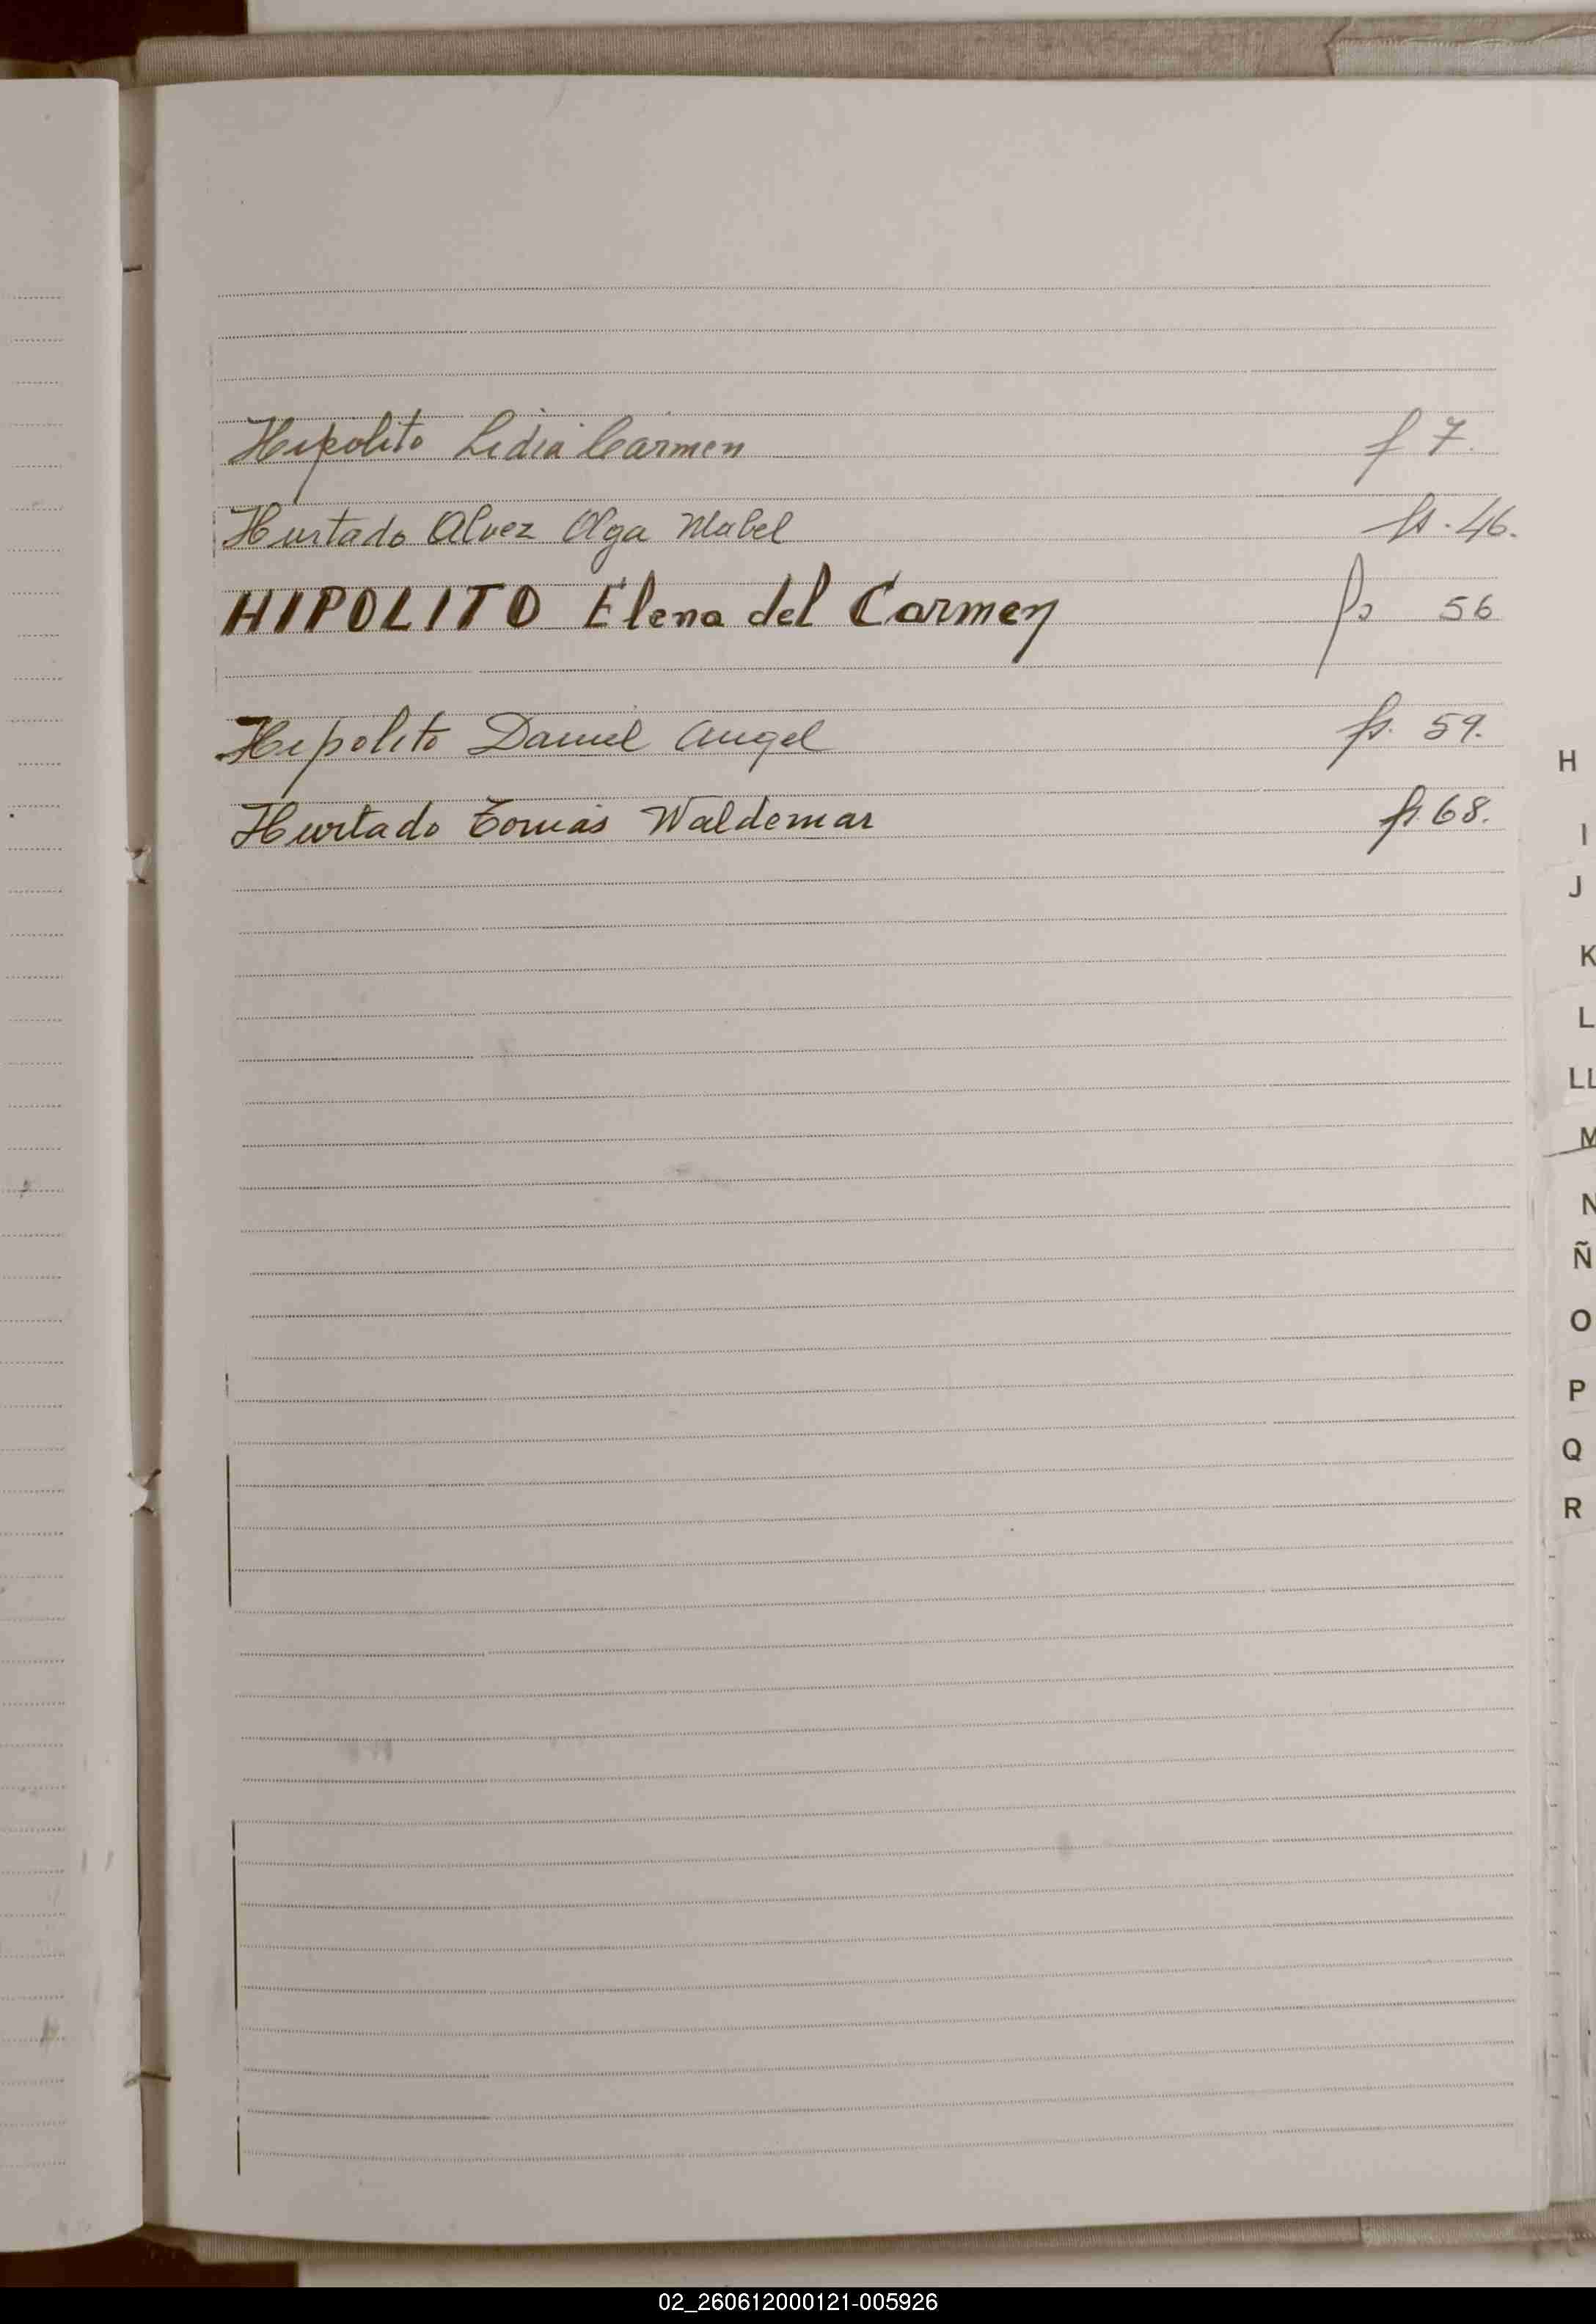 Hipolito Lidia Carmen f 7.
Hurtado Alvez Olga Mabel fs. 46.
HIPOLITO Elena del Carmen fs 56
Hipolito Daniel Angel fs. 59.
Hurtado Tomás Waldemar fs. 68.
H
I
J
K
L
LL
M
N
Ñ
O
P
Q
R
02_260612000121-005926